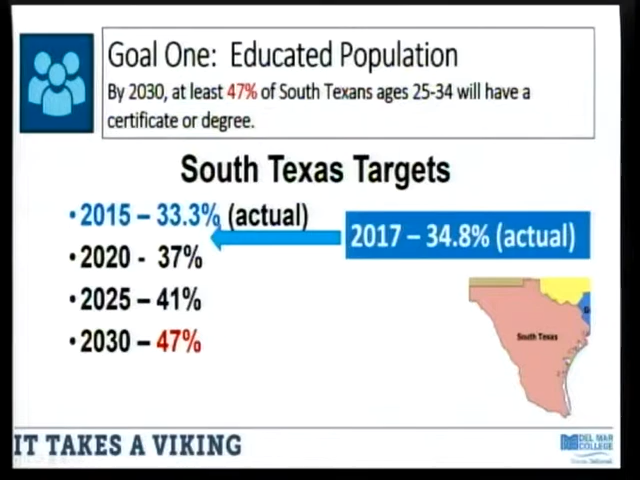 Goal One: Educated Population
By 2030, at least 47% of South Texans ages 25-34 will have a
certificate or degree.
South Texas Targets
•2015 – 33.3% (actual)
2017 – 34.8% (actual)
•2020 - 37%
•2025 – 41%
•2030 – 47%
South Texas
IT TAKES A VIKING
DEL MAR
COLLEGE